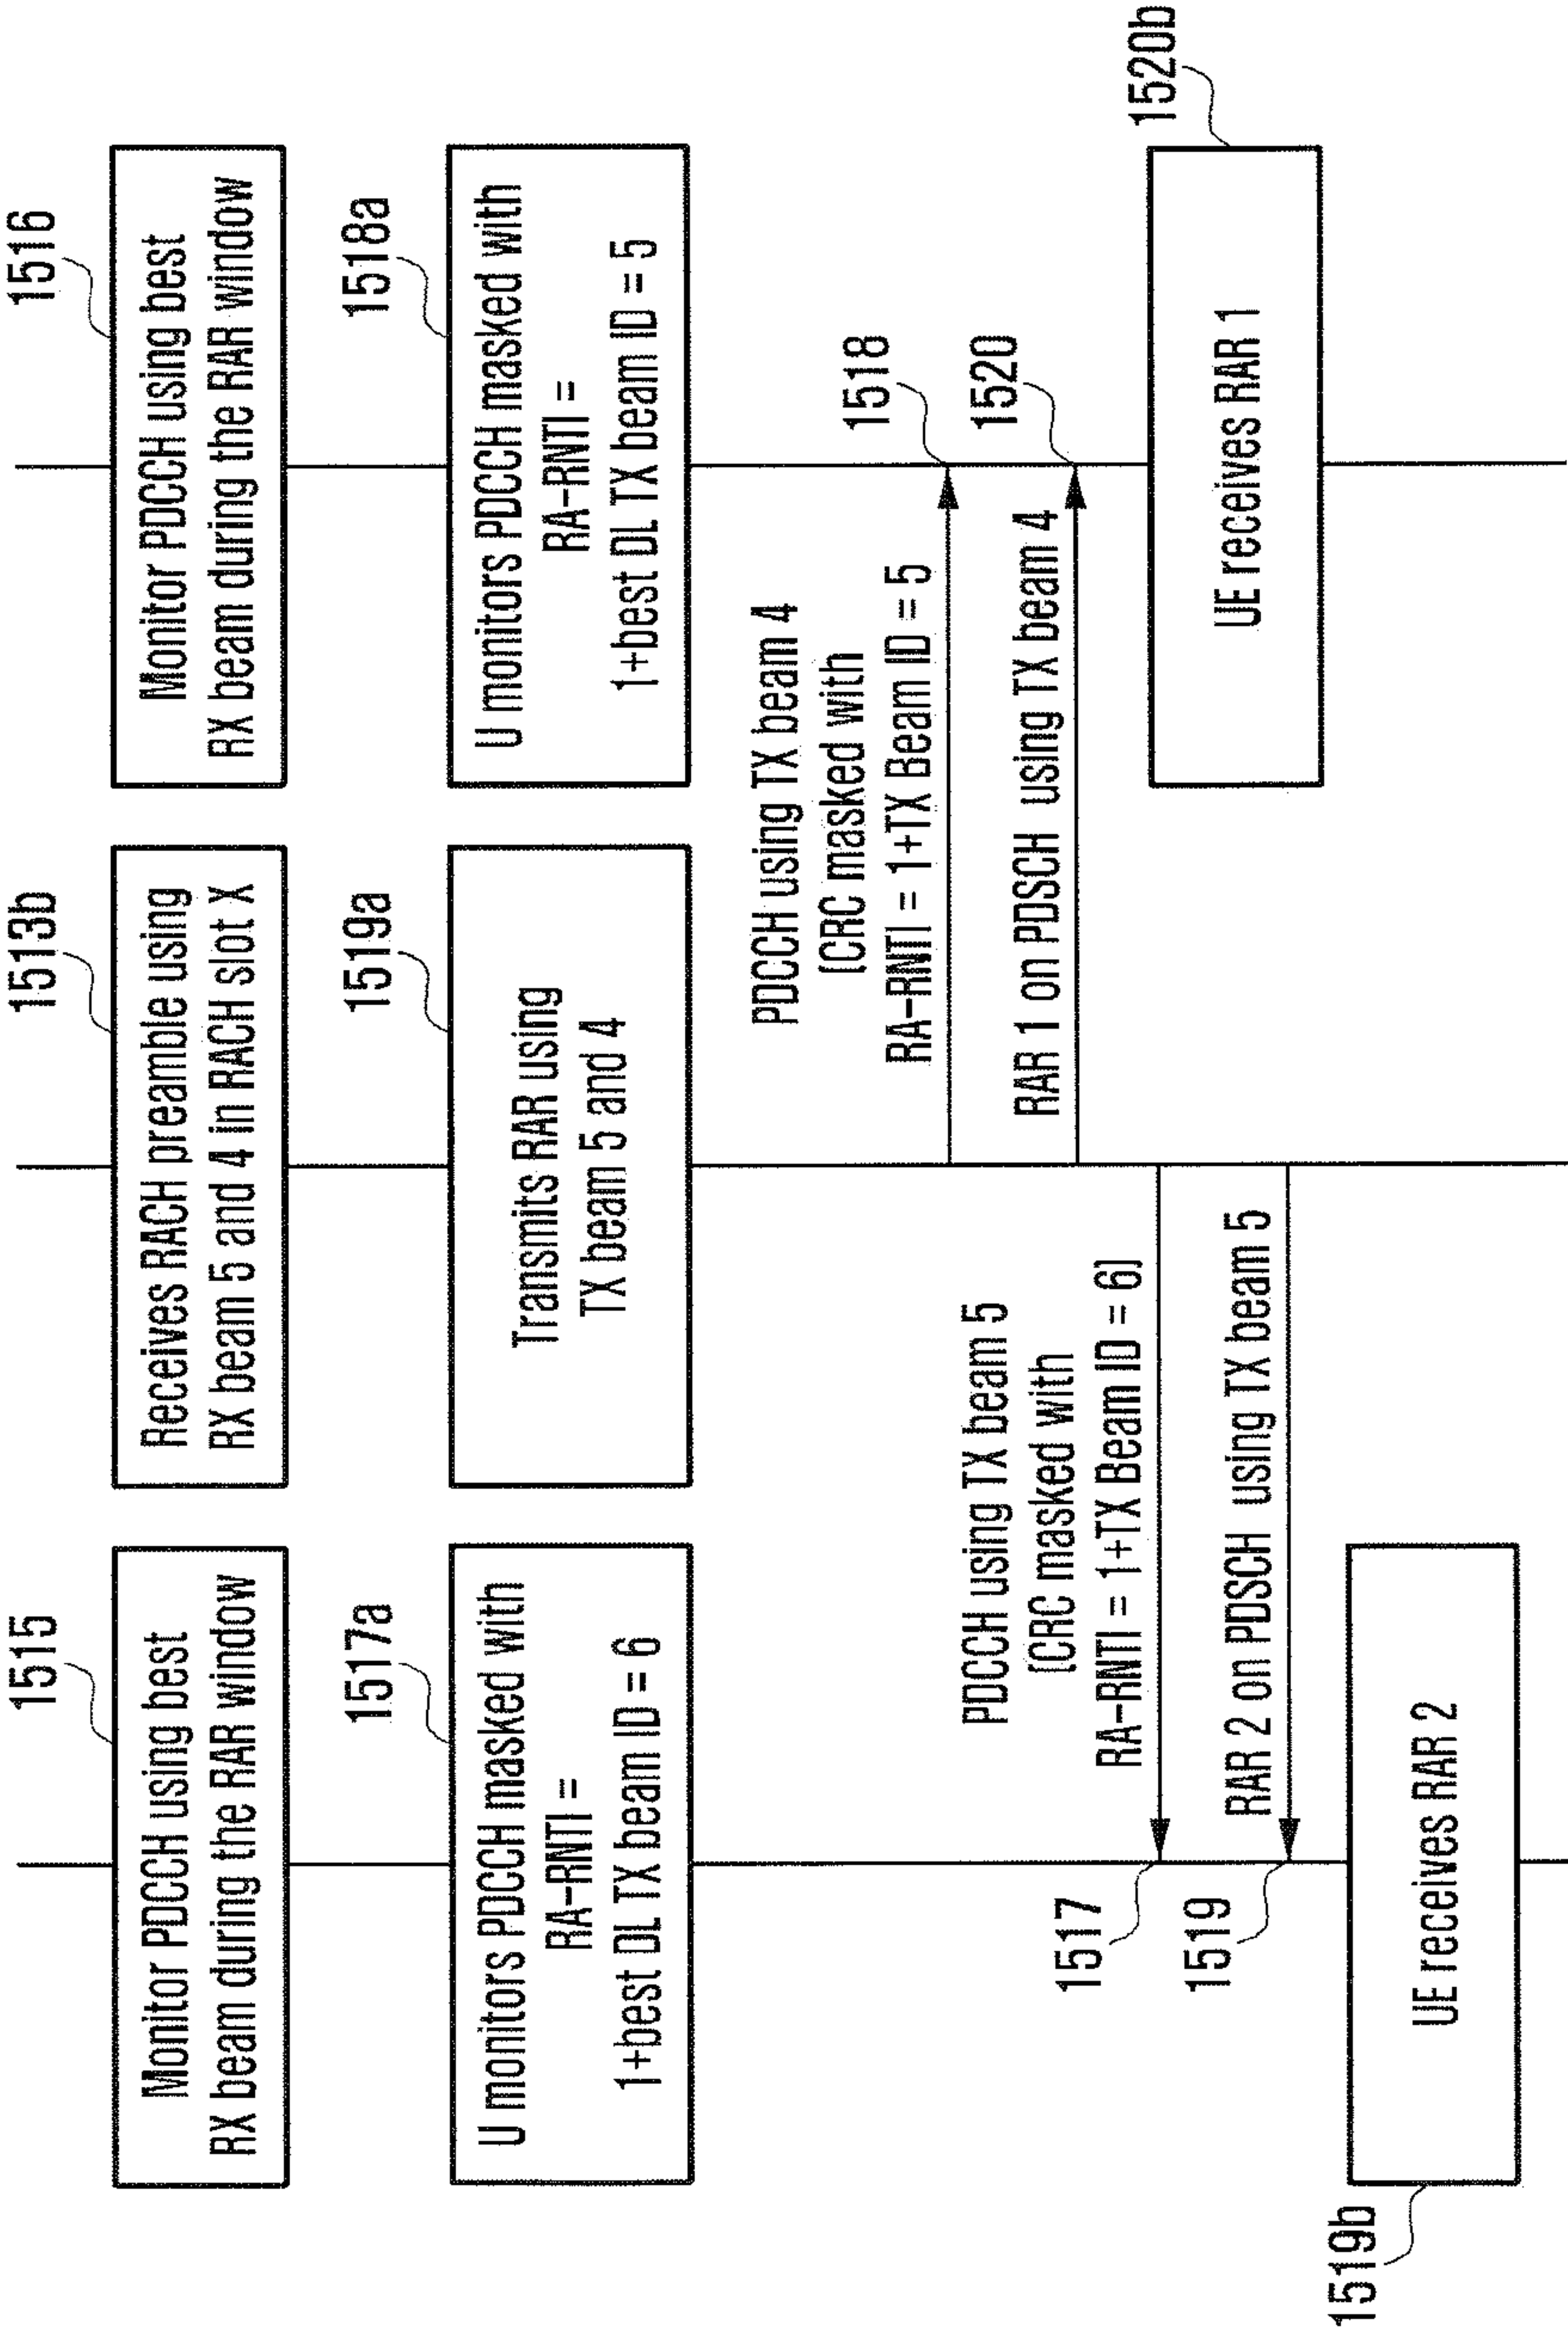 1515
Monitor PDCCH using best
RX beam during the RAR window
1513b
Receives RACH preamble using
RX beam 5 and 4 in RACH slot X
1516
Monitor PDCCH using best
RX beam during the RAR window
1517a
U monitors PDCCH masked with
RA-RNTI =
1+best DL TX beam ID = 6
1519a
Transmits RAR using
TX beam 5 and 4
1518a
U monitors PDCCH masked with
RA-RNTI =
1+best DL TX beam ID = 5
PDCCH using TX beam 4
(CRC masked with
RA-RNTI = 1+TX Beam ID = 5
1518
RAR 1 on PDSCH using TX beam 4
1520
PDCCH using TX beam 5
(CRC masked with
RA-RNTI = 1+TX Beam ID = 6)
1517
RAR 2 on PDSCH using TX beam 5
1519
UE receives RAR 1
1520b
UE receives RAR 2
1519b